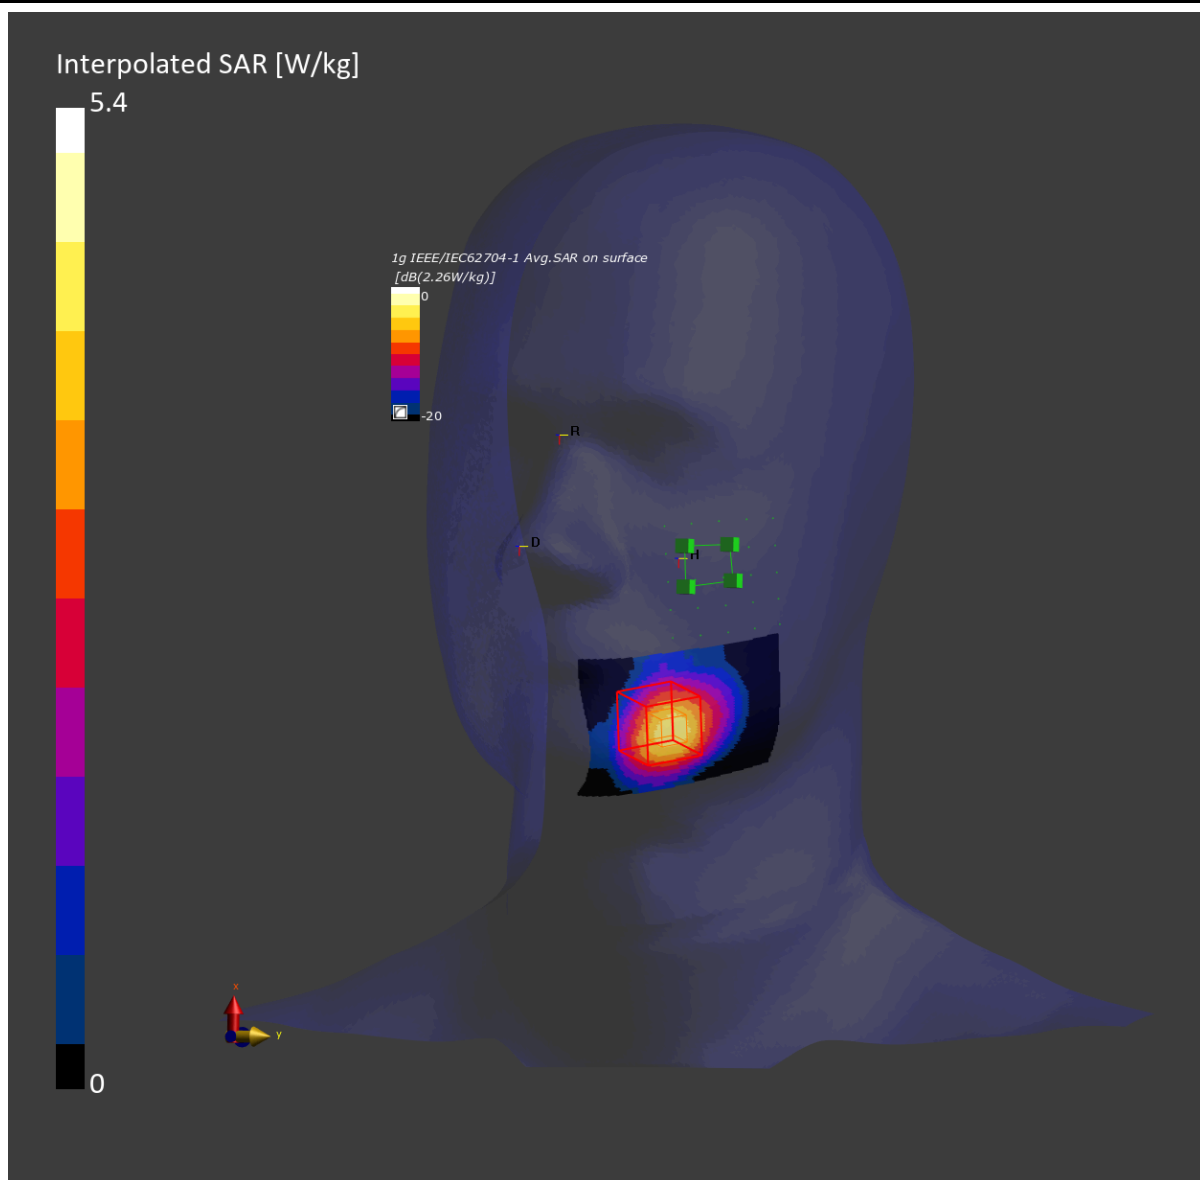 Interpolated SAR [W/kg]
5.4
1g IEEE/IEC62704-1 Avg.SAR on surface
[dB(2.26W/kg)]
0
-20
R
D
H
x
y
0